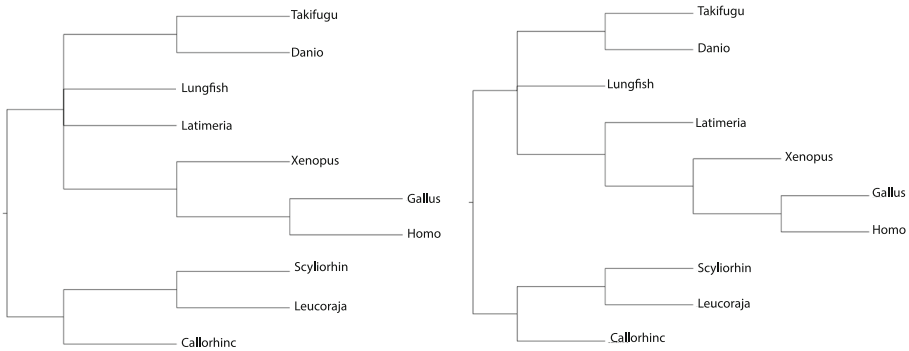 Takifugu
Danio
Lungfish
Latimeria
Xenopus
Gallus
Homo
Scyliorhin
Leucoraja
Callorhinc
Takifugu
Danio
Lungfish
Latimeria
Xenopus
Gallus
Homo
Scyliorhin
Leucoraja
Callorhinc